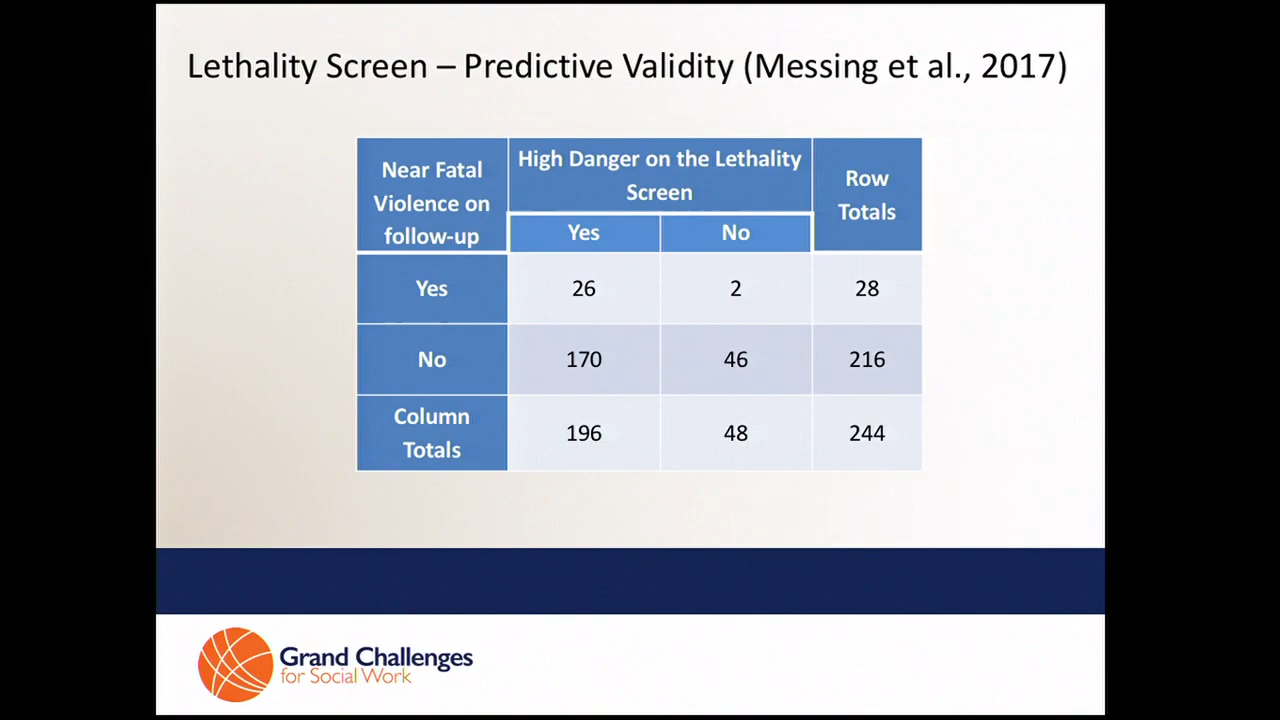 Lethality Screen – Predictive Validity (Messing et al., 2017)
Near Fatal
Violence on
follow-up
High Danger on the Lethality
Screen
Row
Totals
Yes
No
Yes
26
2
28
No
170
46
216
Column
Totals
196
48
244
Grand Challenges
for Social Work